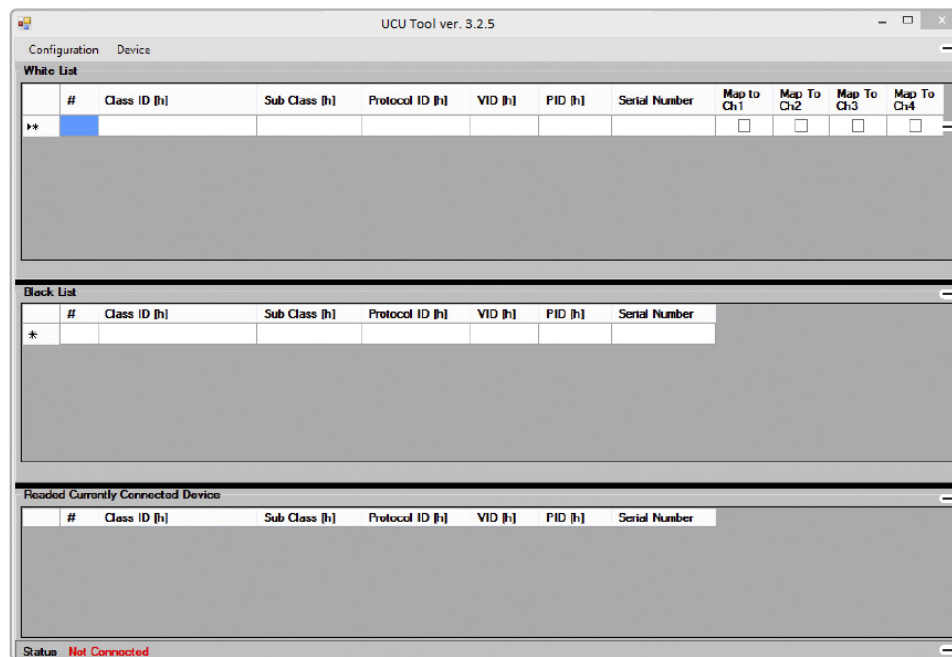 UCU Tool ver. 3.2.5
Configuration Device
White List
# Class ID [h] Sub Class [h] Protocol ID [h] VID [h] PID [h] Serial Number Map to Ch1 Map To Ch2 Map To Ch3 Map To Ch4
Black List
# Class ID [h] Sub Class [h] Protocol ID [h] VID [h] PID [h] Serial Number
Readed Currently Connected Device
# Class ID [h] Sub Class [h] Protocol ID [h] VID [h] PID [h] Serial Number
Status Not Connected